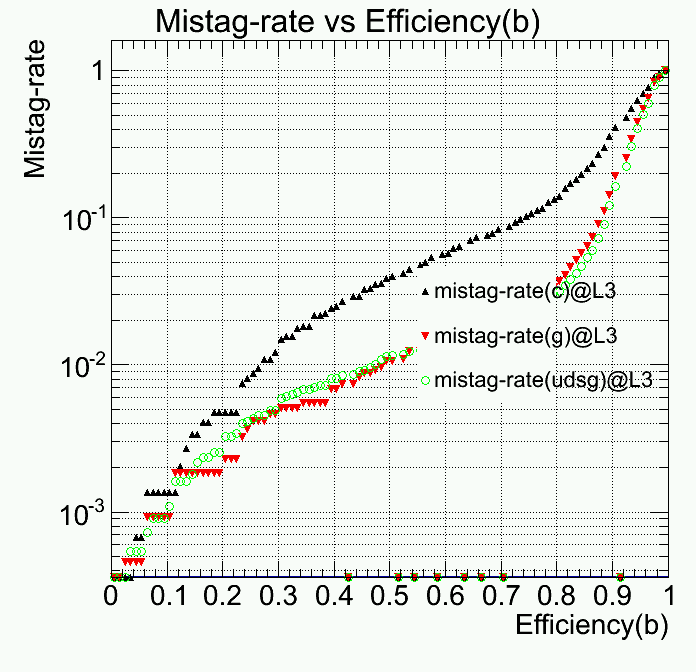 Mistag-rate vs Efficiency(b)
Mistag-rate
1
10-1
10-2
10-3
mistag-rate(c)@L3
mistag-rate(g)@L3
mistag-rate(udsg)@L3
0 0.1 0.2 0.3 0.4 0.5 0.6 0.7 0.8 0.9 1
Efficiency(b)